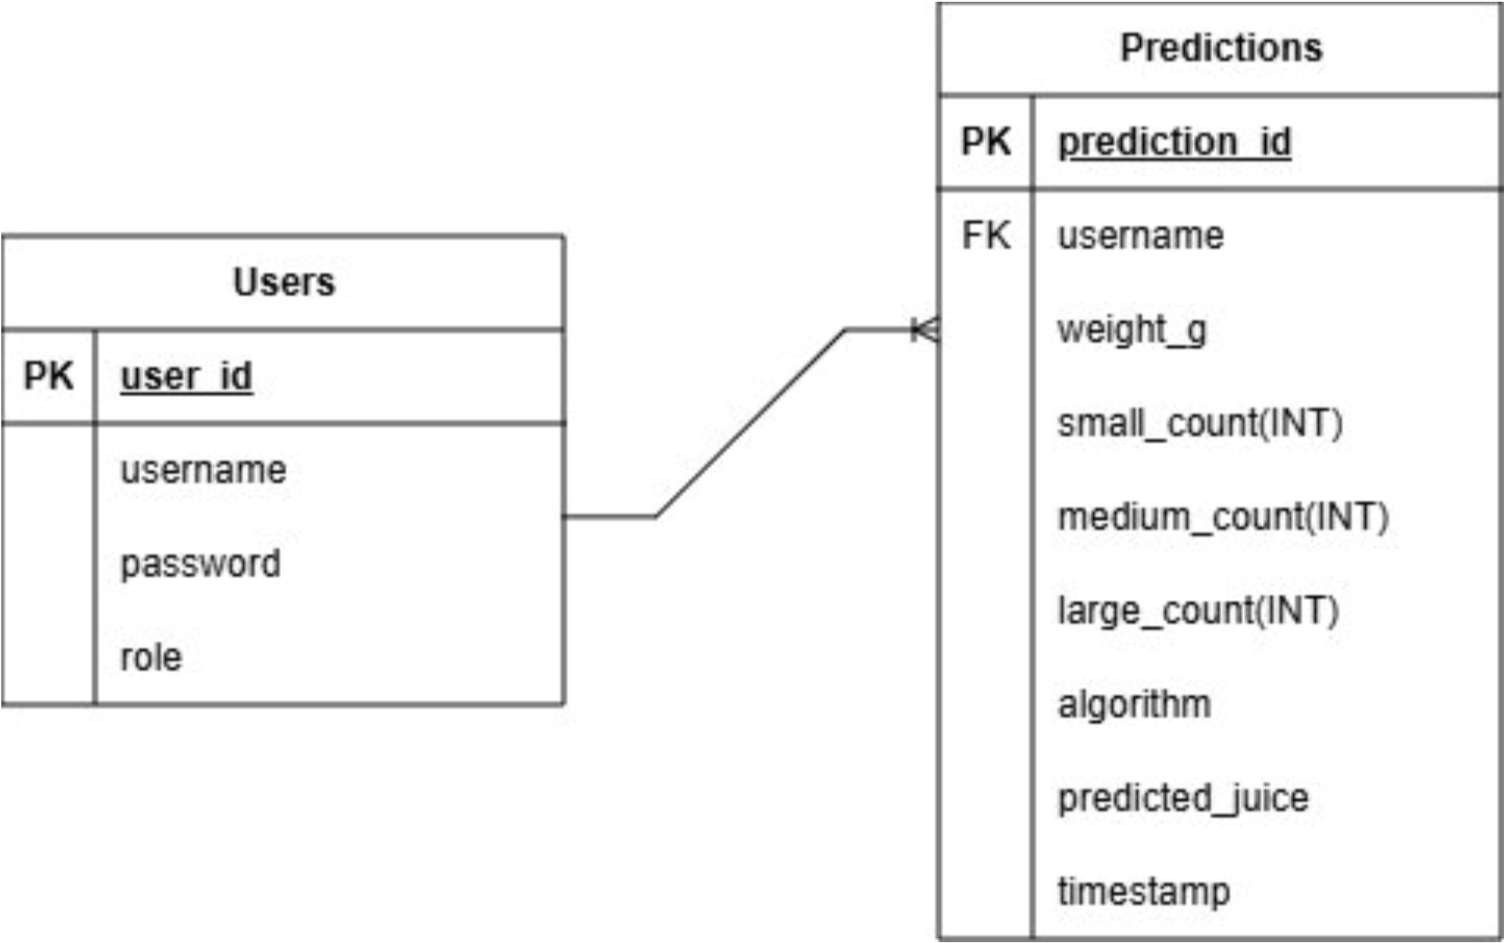 Users
PK user_id
username
password
role
Predictions
PK prediction_id
FK username
weight_g
small_count(INT)
medium_count(INT)
large_count(INT)
algorithm
predicted_juice
timestamp